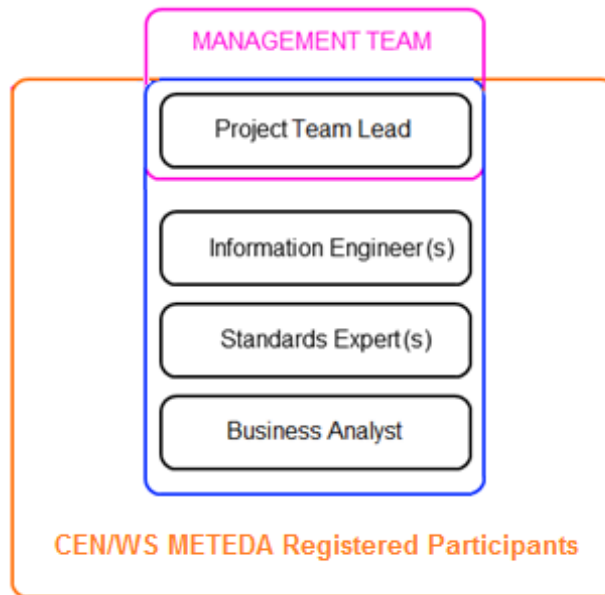 MANAGEMENT TEAM
Project Team Lead
Information Engineer(s)
Standards Expert(s)
Business Analyst
CEN/WS METEDA Registered Participants